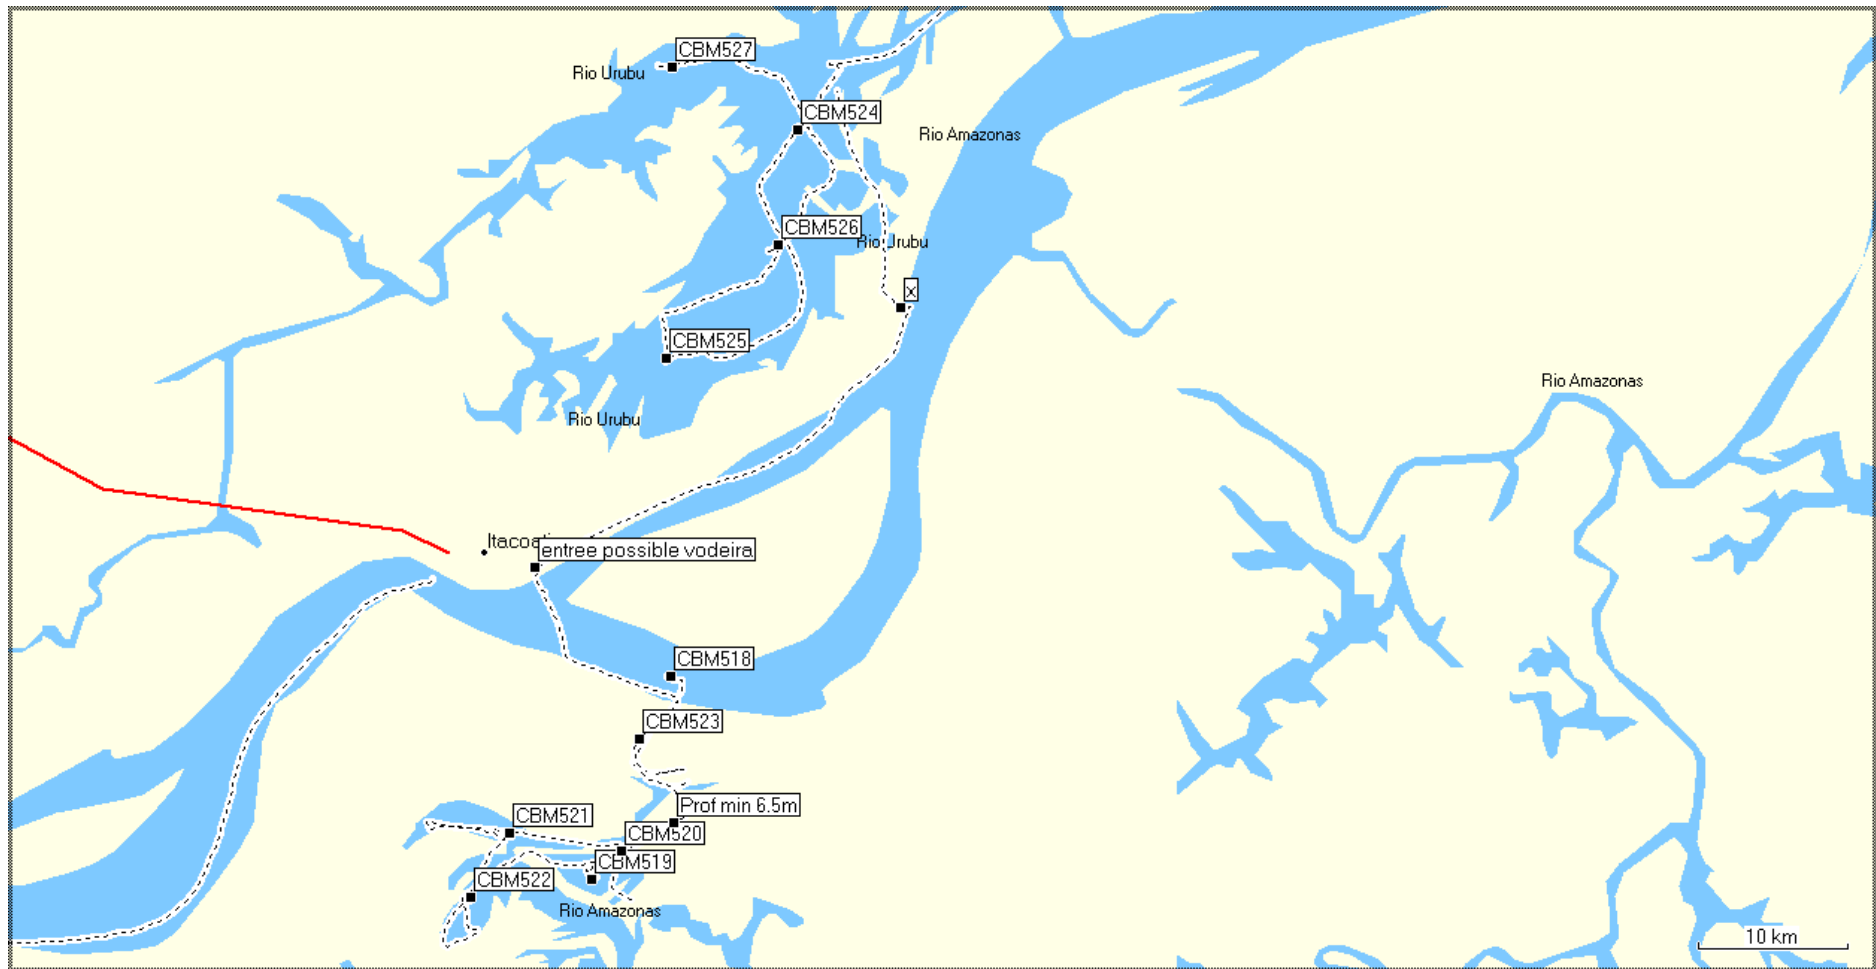 CBM527
Rio Urubu
CBM524
Rio Amazonas
CBM526
Rio Urubu
x
CBM525
Rio Amazonas
Rio Urubu
Itacoati
entree possible vodeira
CBM518
CBM523
Prof min 6.5m
CBM521
CBM520
CBM519
CBM522
Rio Amazonas
10 km